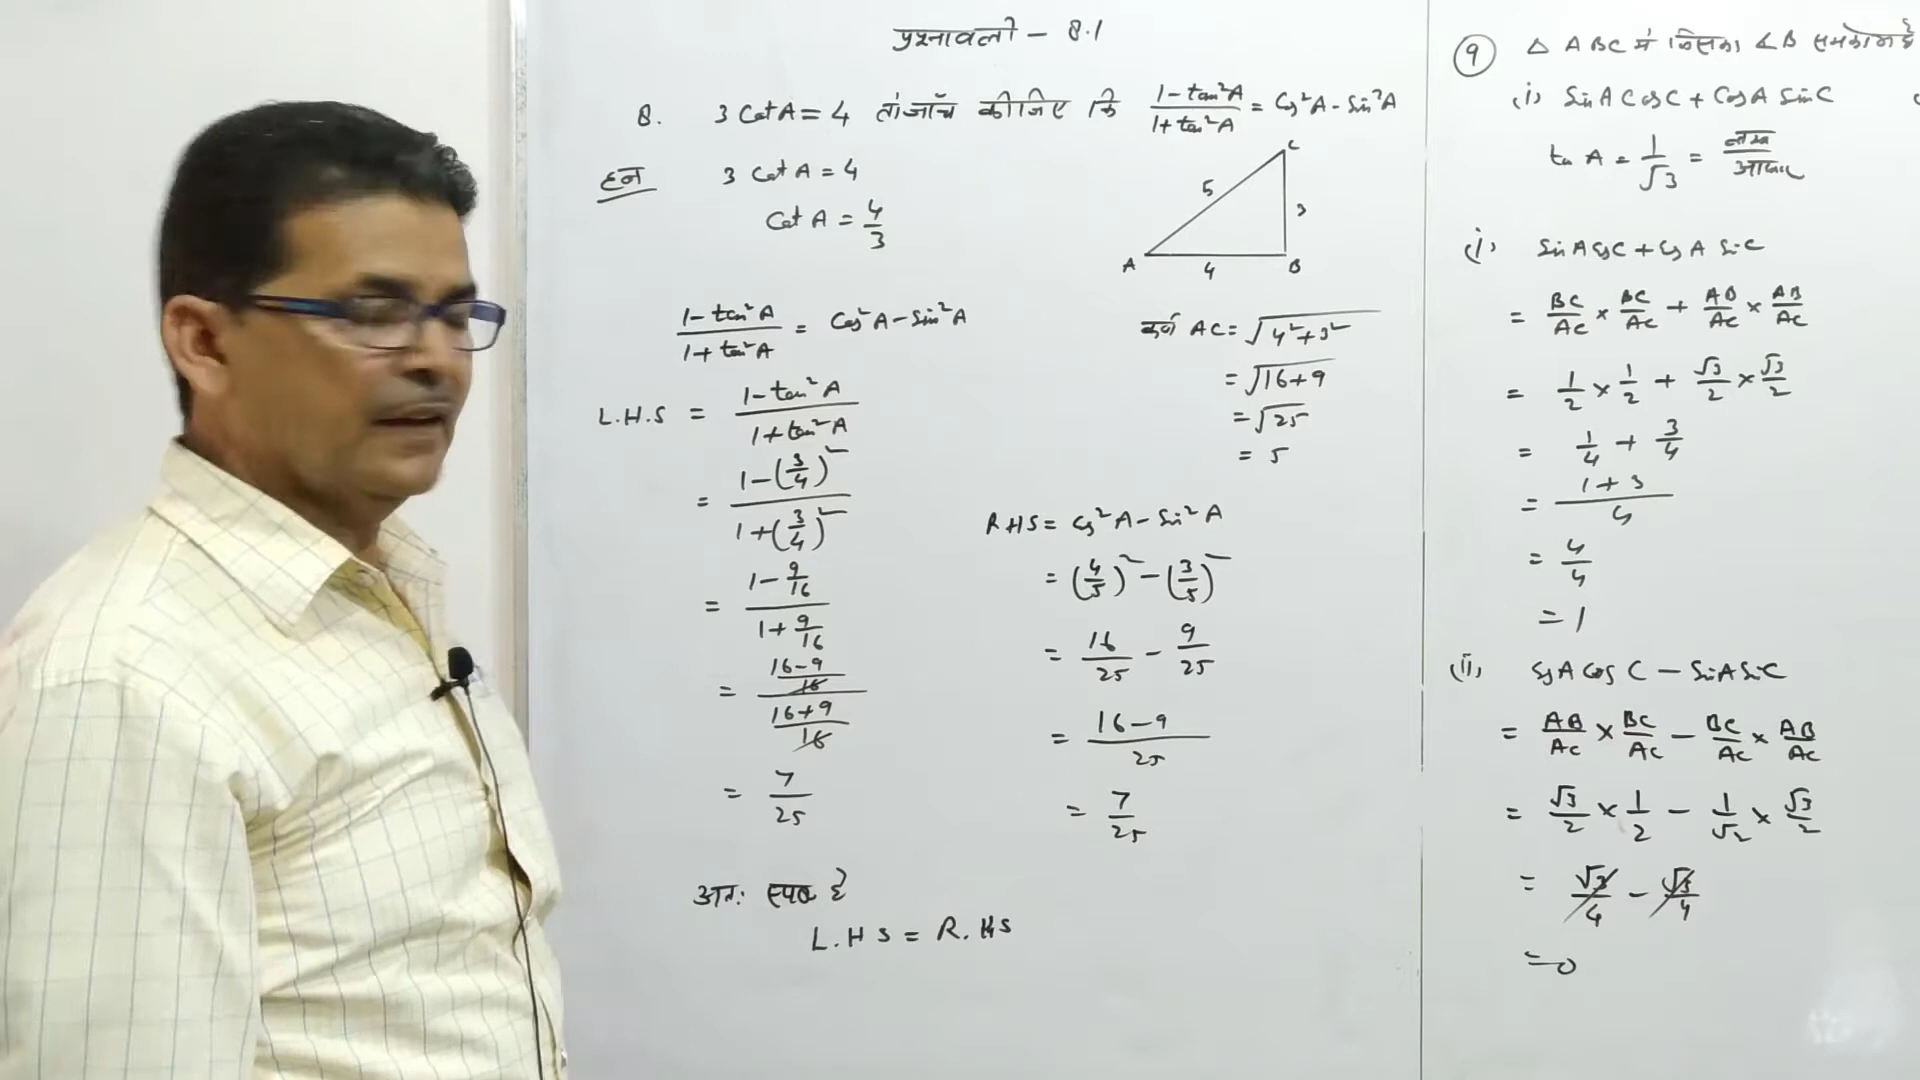 प्रश्नावली - 8.1
8. 3 Cot A = 4 तो जाँच कीजिए कि (1-tan²A)/(1+tan²A) = Cos²A - Sin²A
हल 3 Cot A = 4
Cot A = 4/3
C
5
3
A
4
B
(1-tan²A)/(1+tan²A) = Cos²A - Sin²A
L.H.S = (1-tan²A)/(1+tan²A)
= (1-(3/4)²)/(1+(3/4)²)
= (1-9/16)/(1+9/16)
= ((16-9)/16)/((16+9)/16)
= 7/25
कर्ण AC = √(4²+3²)
= √(16+9)
= √25
= 5
RHS = Cos²A - Sin²A
= (4/5)² - (3/5)²
= 16/25 - 9/25
= (16-9)/25
= 7/25
अतः स्पष्ट है
L.H S = R.HS
9 △ ABC में जिसका ∠B समकोण है
(i) Sin A Cos C + Cos A Sin C
tan A = 1/√3 = लम्ब/आधार
(i) Sin A Cos C + Cos A Sin C
= BC/AC × BC/AC + AB/AC × AB/AC
= 1/2 × 1/2 + √3/2 × √3/2
= 1/4 + 3/4
= (1+3)/4
= 4/4
= 1
(ii) Cos A Cos C - Sin A Sin C
= AB/AC × BC/AC - BC/AC × AB/AC
= √3/2 × 1/2 - 1/√2 × √3/2
= √3/4 - √3/4
= 0